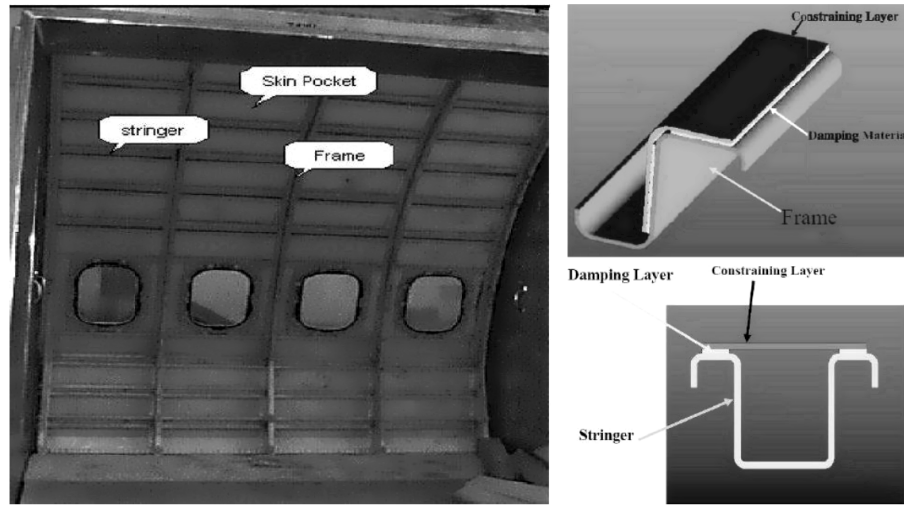 Skin Pocket
stringer
Frame
Constraining Layer
Damping Materia
Frame
Damping Layer
Constraining Layer
Stringer